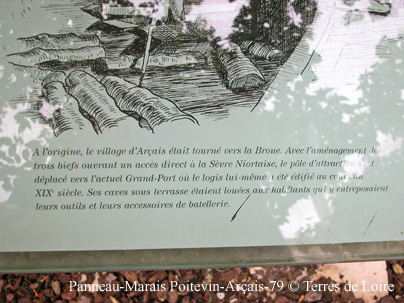 A l'origine, le village d'Arçais était tourné vers la Broue. Avec l'aménagement de
trois biefs ouvrant un accès direct à la Sèvre Niortaise, le pôle d'attraction s'est
déplacé vers l'actuel Grand-Port où le logis lui-même a été édifié au cours du
XIXe siècle. Ses caves sous terrasse étaient louées aux habitants qui y entreposaient
leurs outils et leurs accessoires de batellerie.
Panneau-Marais Poitevin-Arçais-79 © Terres de Loire